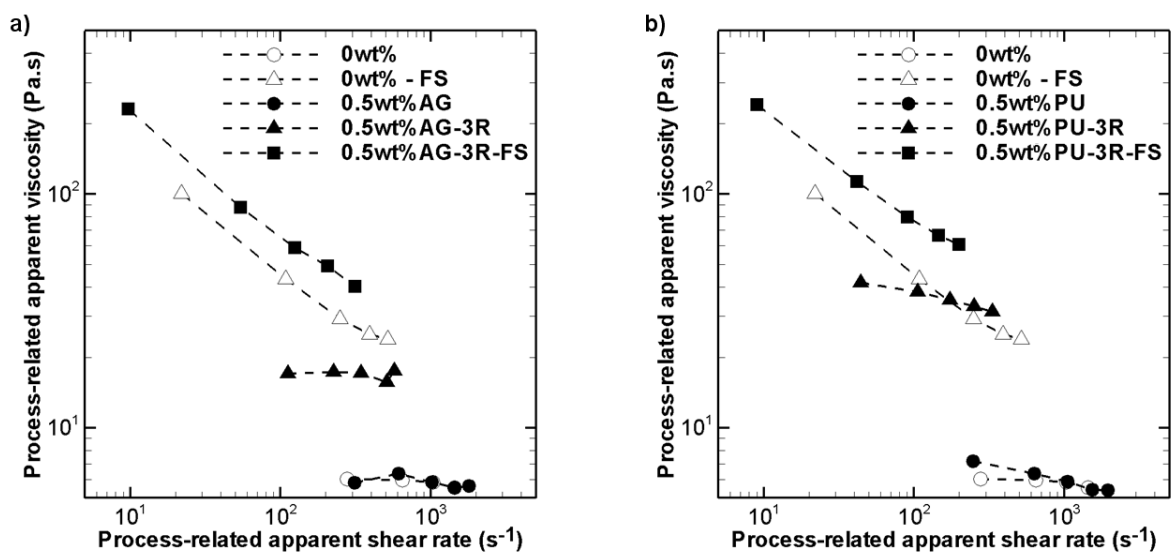 a)
Process-related apparent viscosity (Pa.s)
10²
10¹
0wt%
0wt% - FS
0.5wt%AG
0.5wt%AG-3R
0.5wt%AG-3R-FS
10¹ 10² 10³
Process-related apparent shear rate (s⁻¹)
b)
Process-related apparent viscosity (Pa.s)
10²
10¹
0wt%
0wt% - FS
0.5wt%PU
0.5wt%PU-3R
0.5wt%PU-3R-FS
10¹ 10² 10³
Process-related apparent shear rate (s⁻¹)